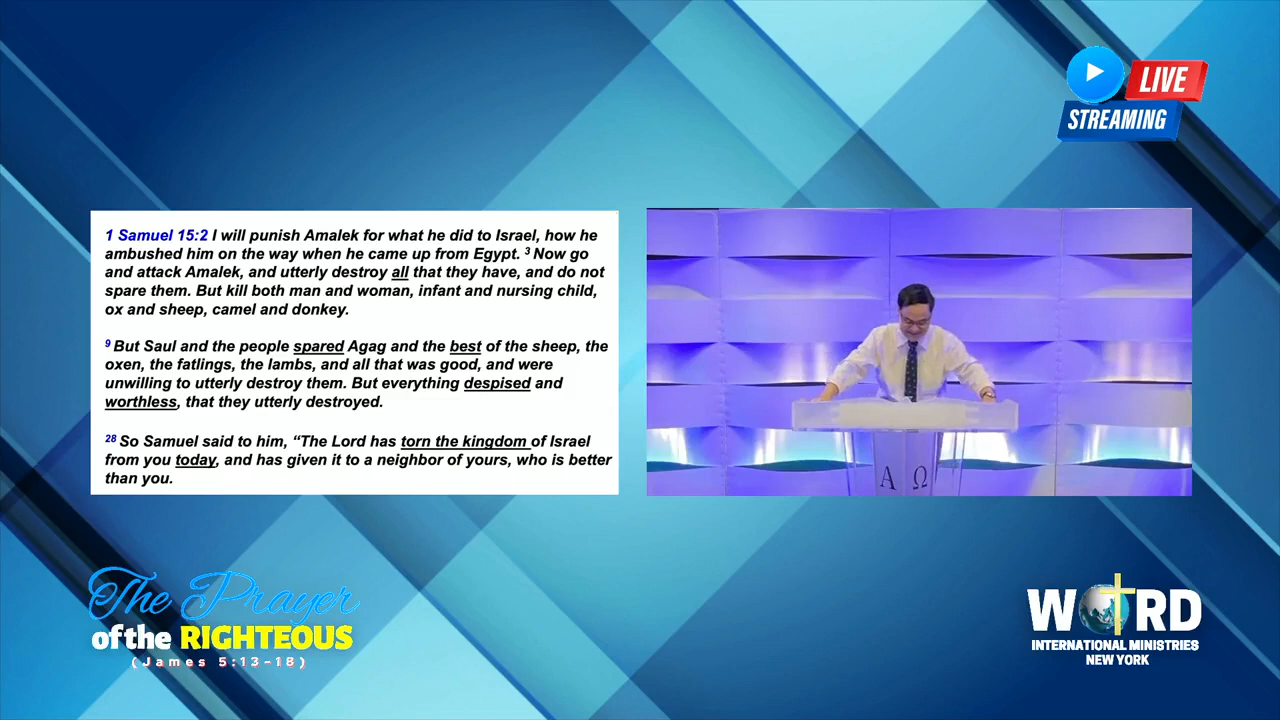 LIVE
STREAMING
1 Samuel 15:2 I will punish Amalek for what he did to Israel, how he
ambushed him on the way when he came up from Egypt. 3 Now go
and attack Amalek, and utterly destroy all that they have, and do not
spare them. But kill both man and woman, infant and nursing child,
ox and sheep, camel and donkey.
9 But Saul and the people spared Agag and the best of the sheep, the
oxen, the fatlings, the lambs, and all that was good, and were
unwilling to utterly destroy them. But everything despised and
worthless, that they utterly destroyed.
28 So Samuel said to him, “The Lord has torn the kingdom of Israel
from you today, and has given it to a neighbor of yours, who is better
than you.
Α Ω
The Prayer
of the RIGHTEOUS
(James 5:13-18)
WORD
INTERNATIONAL MINISTRIES
NEW YORK